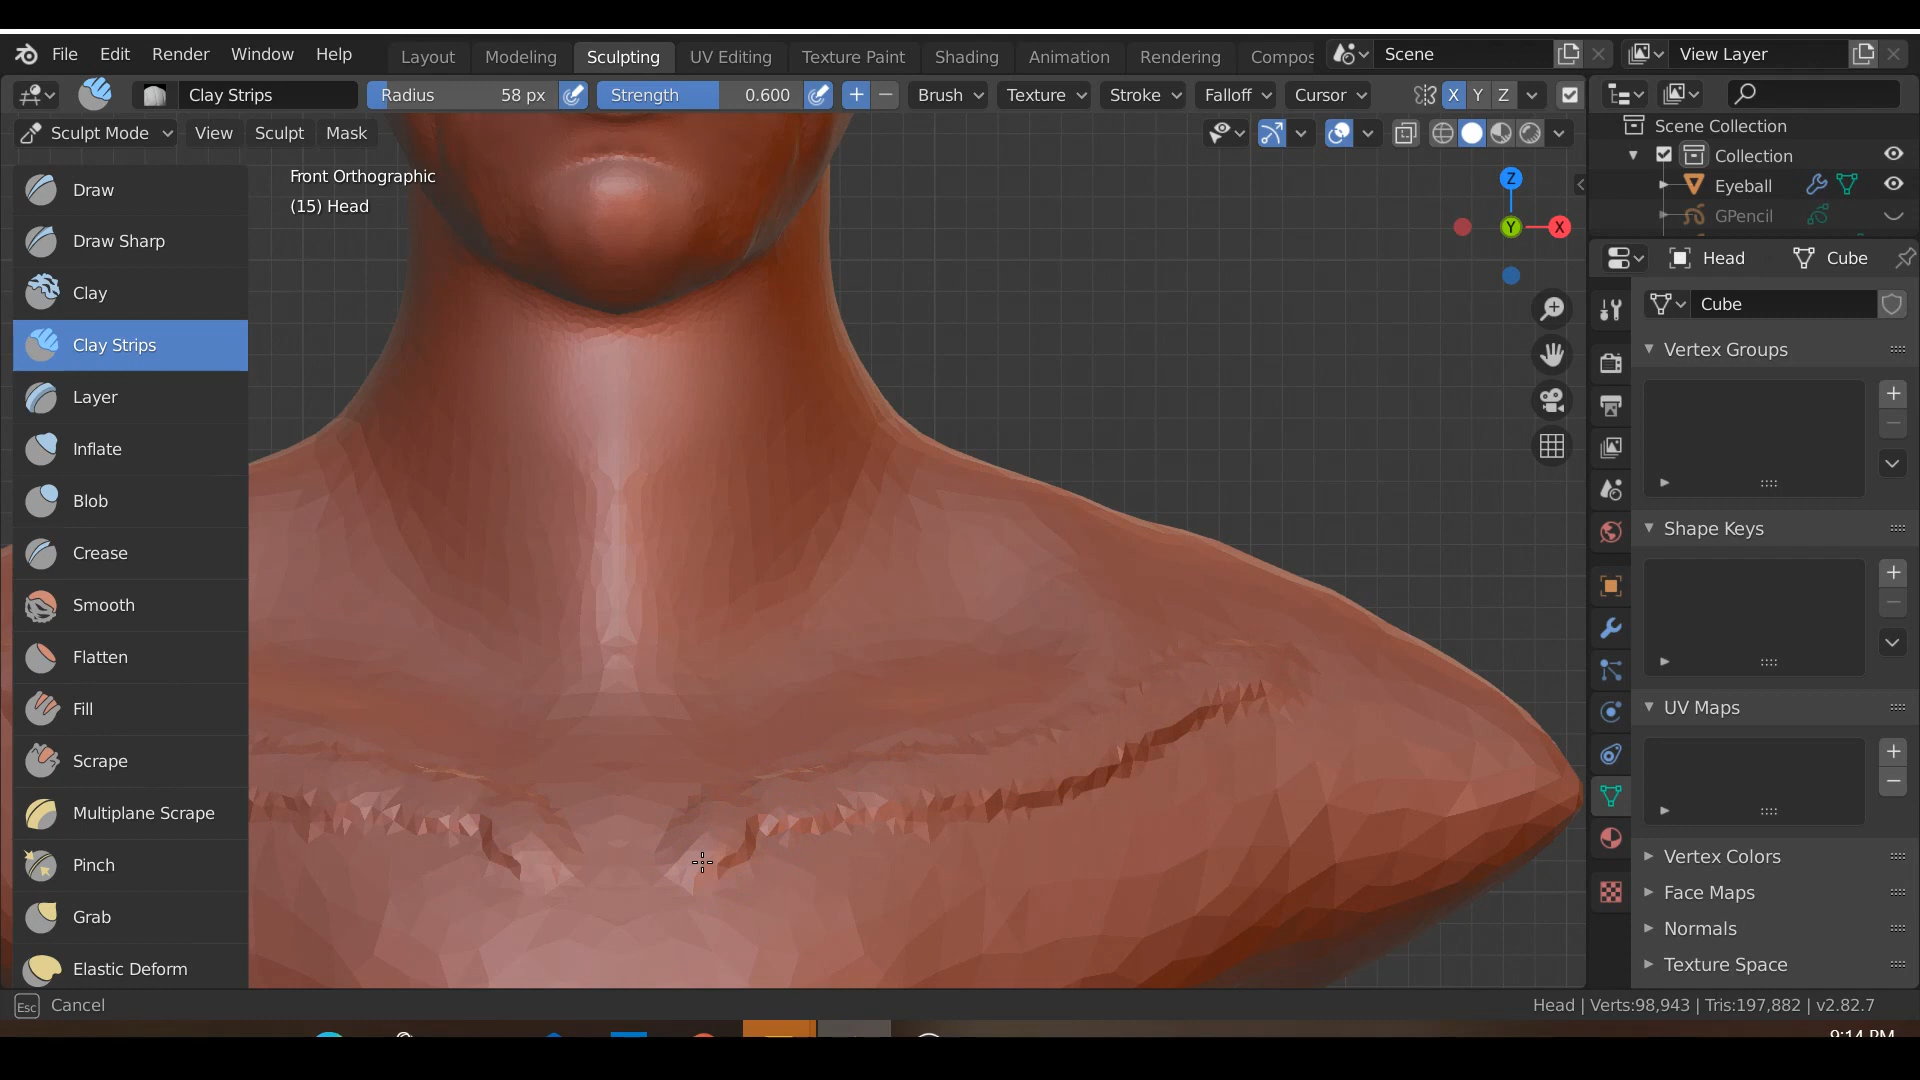 File Edit Render Window Help Layout Modeling Sculpting UV Editing Texture Paint Shading Animation Rendering Compos Scene View Layer
Clay Strips Radius 58 px Strength 0.600 Brush Texture Stroke Falloff Cursor X Y Z
Sculpt Mode View Sculpt Mask
Front Orthographic
(15) Head
Z
Y
X
Draw
Draw Sharp
Clay
Clay Strips
Layer
Inflate
Blob
Crease
Smooth
Flatten
Fill
Scrape
Multiplane Scrape
Pinch
Grab
Elastic Deform
Scene Collection
Collection
Eyeball
GPencil
Head Cube
Cube
Vertex Groups
Shape Keys
UV Maps
Vertex Colors
Face Maps
Normals
Texture Space
Esc Cancel
Head | Verts:98,943 | Tris:197,882 | v2.82.7
9:14 PM